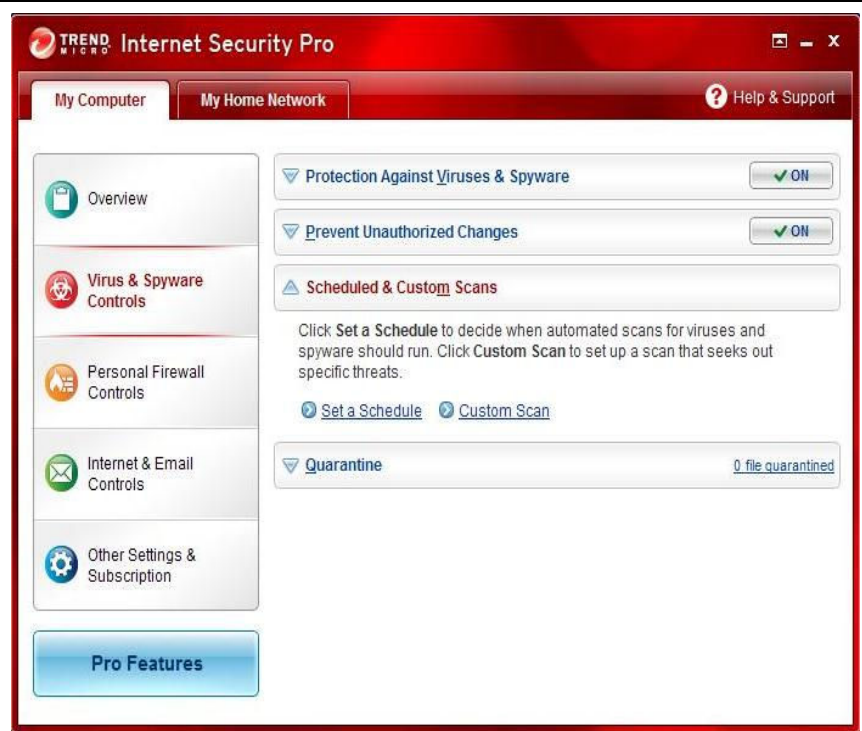 TREND MICRO Internet Security Pro
My Computer
My Home Network
? Help & Support
Overview
Virus & Spyware
Controls
Personal Firewall
Controls
Internet & Email
Controls
Other Settings &
Subscription
Pro Features
Protection Against Viruses & Spyware
ON
Prevent Unauthorized Changes
ON
Scheduled & Custom Scans
Click Set a Schedule to decide when automated scans for viruses and
spyware should run. Click Custom Scan to set up a scan that seeks out
specific threats.
Set a Schedule Custom Scan
Quarantine
0 file quarantined